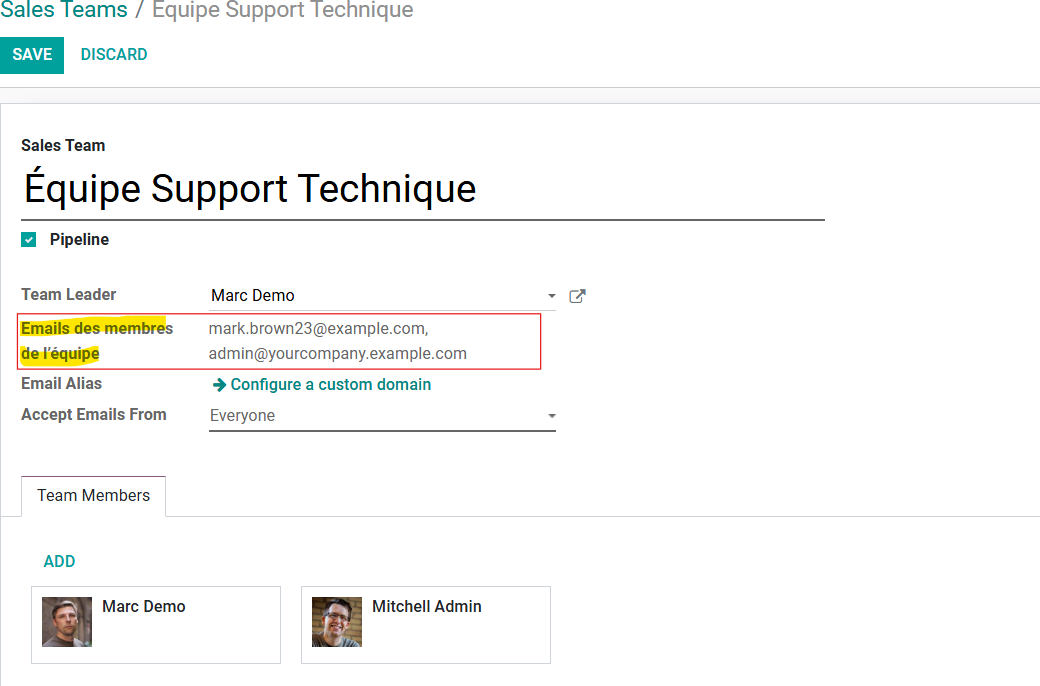 Sales Teams / Equipe Support Technique
SAVE DISCARD
Sales Team
Équipe Support Technique
Pipeline
Team Leader Marc Demo
Emails des membres mark.brown23@example.com,
de l'équipe admin@yourcompany.example.com
Email Alias Configure a custom domain
Accept Emails From Everyone
Team Members
ADD
Marc Demo Mitchell Admin